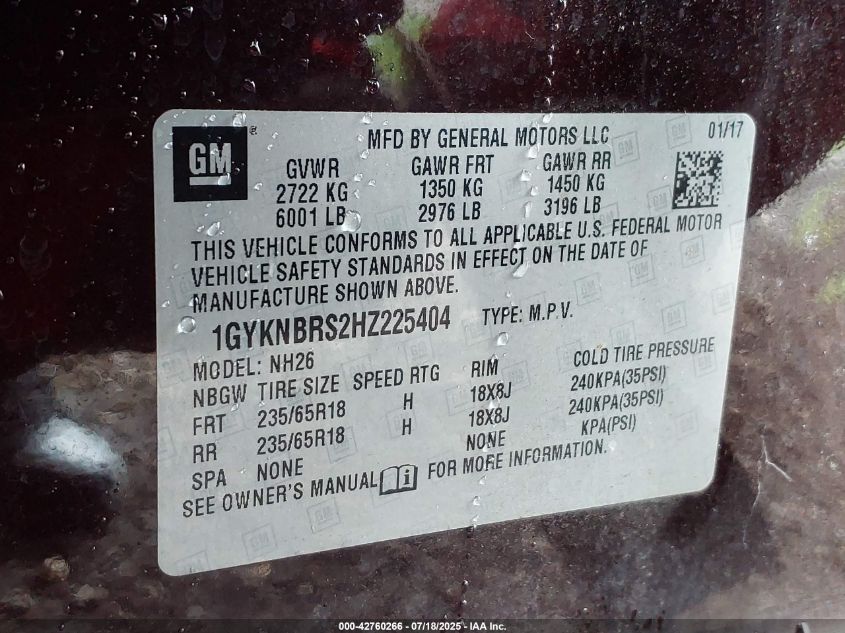 GM ®
MFD BY GENERAL MOTORS LLC 01/17
GVWR GAWR FRT GAWR RR
2722 KG 1350 KG 1450 KG
6001 LB 2976 LB 3196 LB
THIS VEHICLE CONFORMS TO ALL APPLICABLE U.S. FEDERAL MOTOR
VEHICLE SAFETY STANDARDS IN EFFECT ON THE DATE OF
MANUFACTURE SHOWN ABOVE.
1GYKNBRS2HZ225404 TYPE: M.P.V.
MODEL: NH26
NBGW TIRE SIZE SPEED RTG RIM COLD TIRE PRESSURE
FRT 235/65R18 H 18X8J 240KPA(35PSI)
RR 235/65R18 H 18X8J 240KPA(35PSI)
SPA NONE NONE KPA(PSI)
SEE OWNER'S MANUAL i FOR MORE INFORMATION.
000-42760266 - 07/18/2025 - IAA Inc.